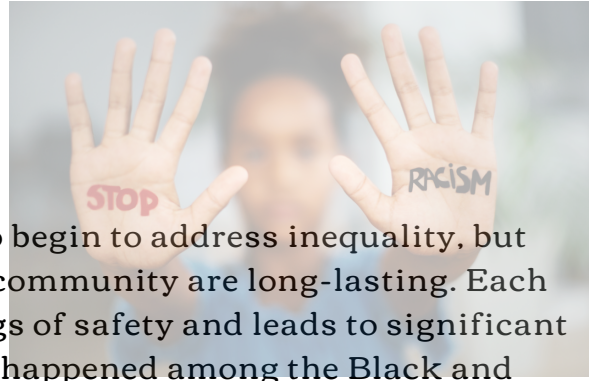 STOP
RACISM
begin to address inequality, but
community are long-lasting. Each
of safety and leads to significant
happened among the Black and